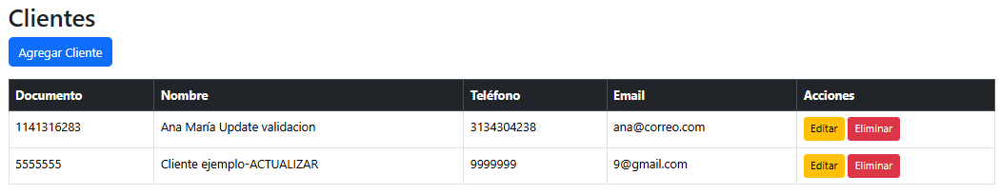 Clientes
Agregar Cliente
Documento Nombre Teléfono Email Acciones
1141316283 Ana María Update validacion 3134304238 ana@correo.com Editar Eliminar
5555555 Cliente ejemplo-ACTUALIZAR 9999999 9@gmail.com Editar Eliminar